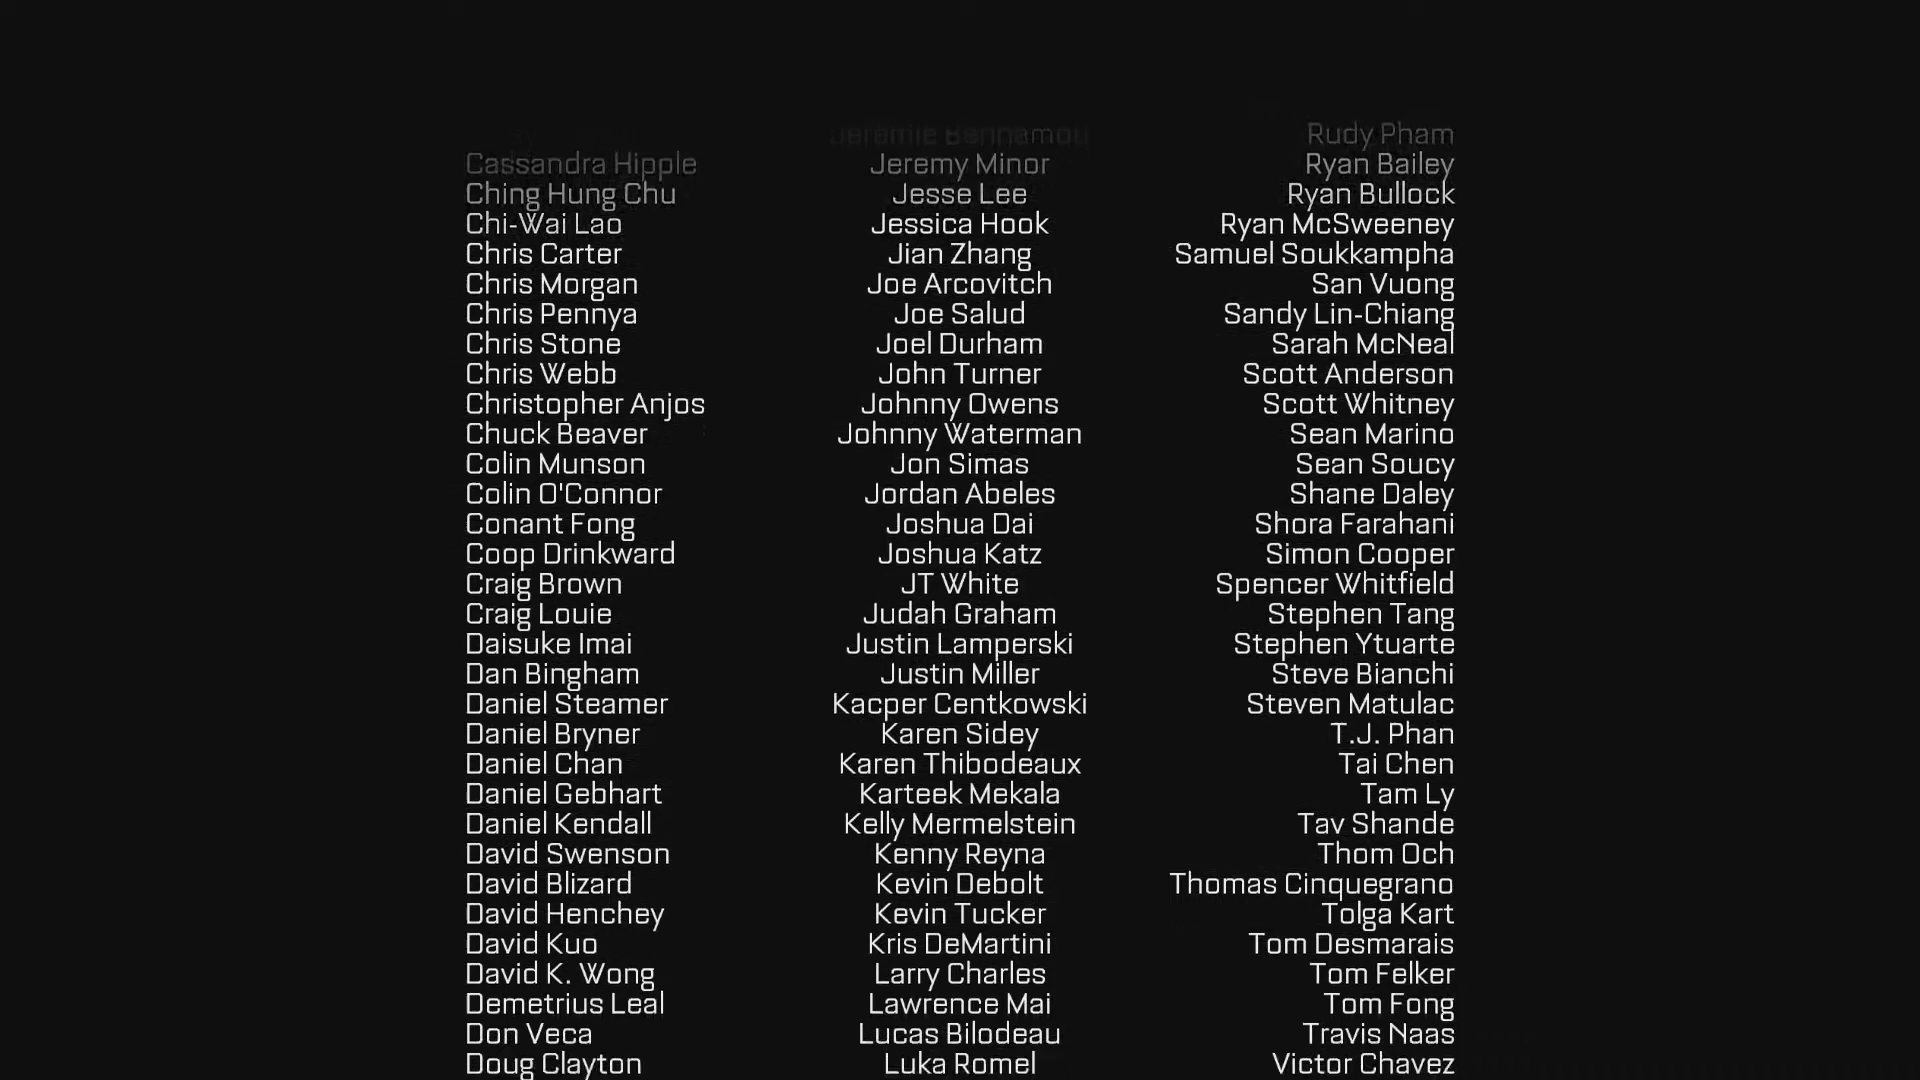 Rudy Pham
Cassandra Hipple Jeremy Minor Ryan Bailey
Ching Hung Chu Jesse Lee Ryan Bullock
Chi-Wai Lao Jessica Hook Ryan McSweeney
Chris Carter Jian Zhang Samuel Soukkampha
Chris Morgan Joe Arcovitch San Vuong
Chris Pennya Joe Salud Sandy Lin-Chiang
Chris Stone Joel Durham Sarah McNeal
Chris Webb John Turner Scott Anderson
Christopher Anjos Johnny Owens Scott Whitney
Chuck Beaver Johnny Waterman Sean Marino
Colin Munson Jon Simas Sean Soucy
Colin O'Connor Jordan Abeles Shane Daley
Conant Fong Joshua Dai Shora Farahani
Coop Drinkward Joshua Katz Simon Cooper
Craig Brown JT White Spencer Whitfield
Craig Louie Judah Graham Stephen Tang
Daisuke Imai Justin Lamperski Stephen Ytuarte
Dan Bingham Justin Miller Steve Bianchi
Daniel Steamer Kacper Centkowski Steven Matulac
Daniel Bryner Karen Sidey T.J. Phan
Daniel Chan Karen Thibodeaux Tai Chen
Daniel Gebhart Karteek Mekala Tam Ly
Daniel Kendall Kelly Mermelstein Tav Shande
David Swenson Kenny Reyna Thom Och
David Blizard Kevin Debolt Thomas Cinquegrano
David Henchey Kevin Tucker Tolga Kart
David Kuo Kris DeMartini Tom Desmarais
David K. Wong Larry Charles Tom Felker
Demetrius Leal Lawrence Mai Tom Fong
Don Veca Lucas Bilodeau Travis Naas
Doug Clayton Luka Romel Victor Chavez